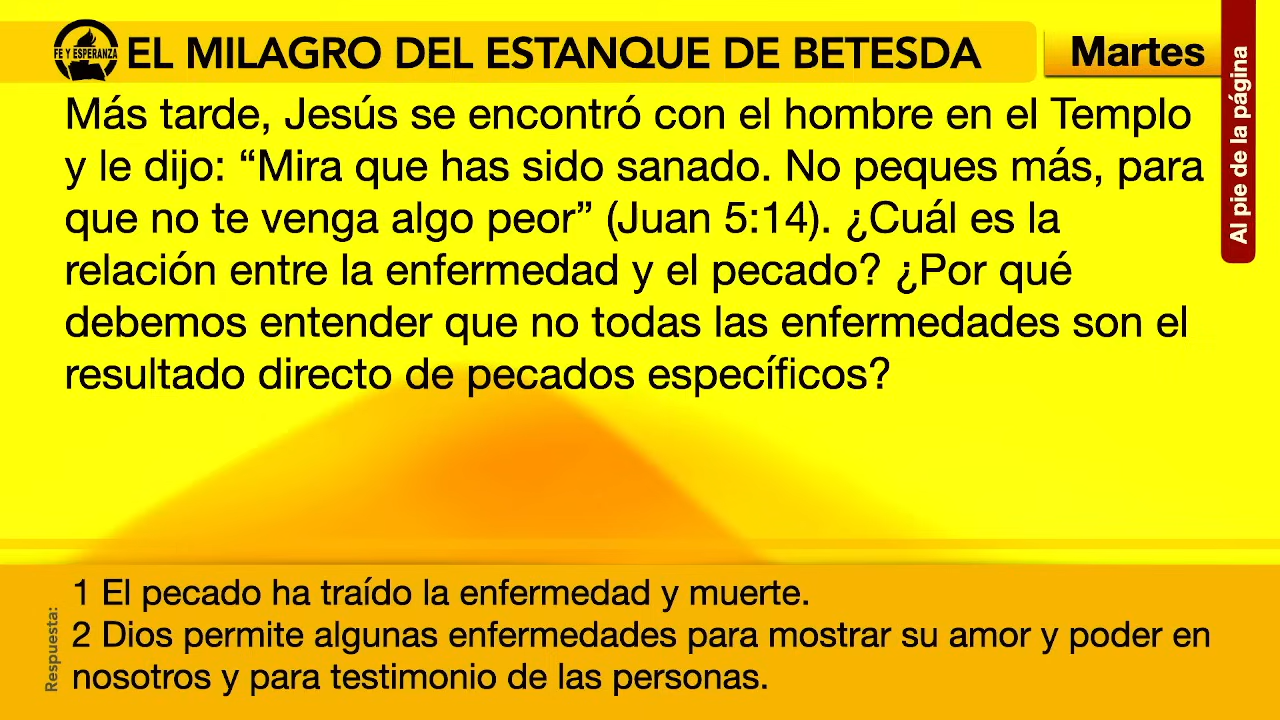 FE Y ESPERANZA
EL MILAGRO DEL ESTANQUE DE BETESDA
Martes
Al pie de la página
Más tarde, Jesús se encontró con el hombre en el Templo
y le dijo: “Mira que has sido sanado. No peques más, para
que no te venga algo peor” (Juan 5:14). ¿Cuál es la
relación entre la enfermedad y el pecado? ¿Por qué
debemos entender que no todas las enfermedades son el
resultado directo de pecados específicos?
Respuesta:
1 El pecado ha traído la enfermedad y muerte.
2 Dios permite algunas enfermedades para mostrar su amor y poder en
nosotros y para testimonio de las personas.